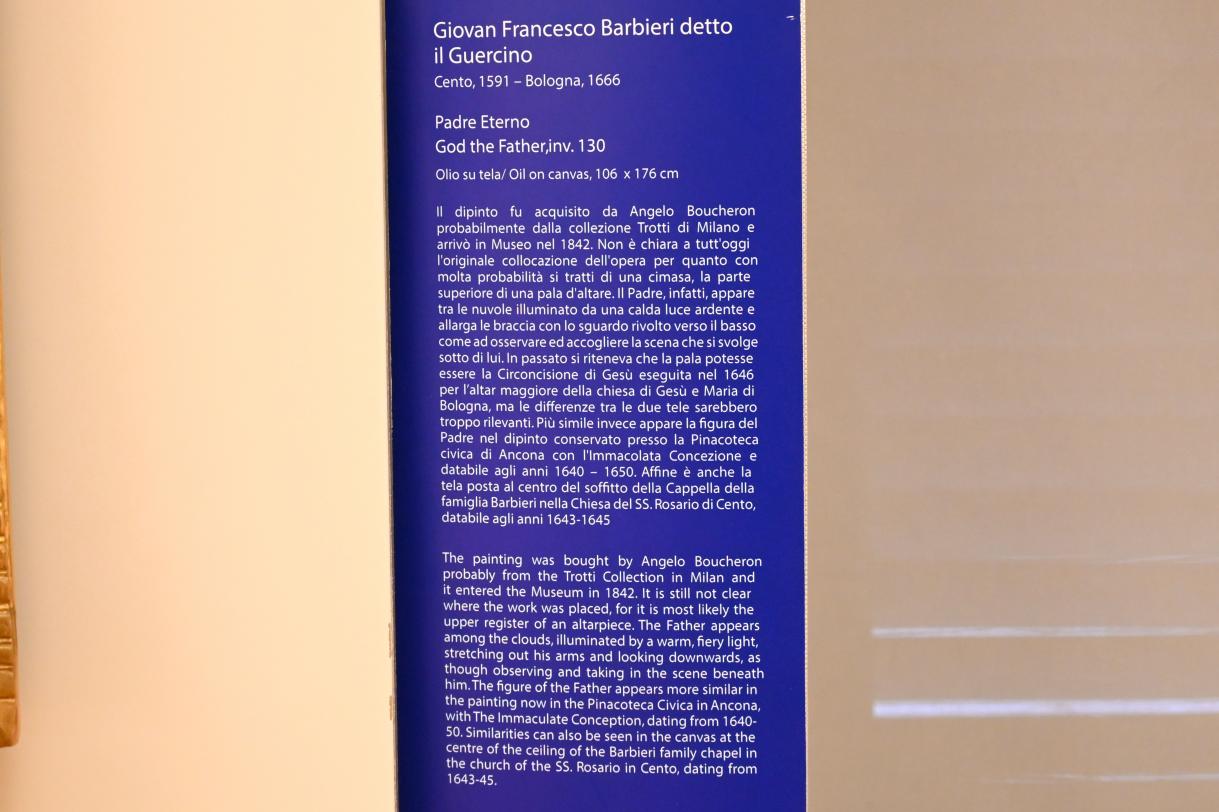 Giovan Francesco Barbieri detto
il Guercino
Cento, 1591 – Bologna, 1666
Padre Eterno
God the Father,inv. 130
Olio su tela/ Oil on canvas, 106 x 176 cm
Il dipinto fu acquisito da Angelo Boucheron
probabilmente dalla collezione Trotti di Milano e
arrivò in Museo nel 1842. Non è chiara a tutt'oggi
l'originale collocazione dell'opera per quanto con
molta probabilità si tratti di una cimasa, la parte
superiore di una pala d'altare. Il Padre, infatti, appare
tra le nuvole illuminato da una calda luce ardente e
allarga le braccia con lo sguardo rivolto verso il basso
come ad osservare ed accogliere la scena che si svolge
sotto di lui. In passato si riteneva che la pala potesse
essere la Circoncisione di Gesù eseguita nel 1646
per l'altar maggiore della chiesa di Gesù e Maria di
Bologna, ma le differenze tra le due tele sarebbero
troppo rilevanti. Più simile invece appare la figura del
Padre nel dipinto conservato presso la Pinacoteca
civica di Ancona con l'Immacolata Concezione e
databile agli anni 1640 – 1650. Affine è anche la
tela posta al centro del soffitto della Cappella della
famiglia Barbieri nella Chiesa del SS. Rosario di Cento,
databile agli anni 1643-1645
The painting was bought by Angelo Boucheron
probably from the Trotti Collection in Milan and
it entered the Museum in 1842. It is still not clear
where the work was placed, for it is most likely the
upper register of an altarpiece. The Father appears
among the clouds, illuminated by a warm, fiery light,
stretching out his arms and looking downwards, as
though observing and taking in the scene beneath
him. The figure of the Father appears more similar in
the painting now in the Pinacoteca Civica in Ancona,
with The Immaculate Conception, dating from 1640-
50. Similarities can also be seen in the canvas at the
centre of the ceiling of the Barbieri family chapel in
the church of the SS. Rosario in Cento, dating from
1643-45.